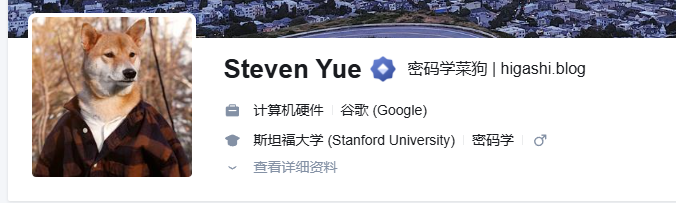 Steven Yue 密码学菜狗 | higashi.blog
计算机硬件 谷歌 (Google)
斯坦福大学 (Stanford University) 密码学
查看详细资料